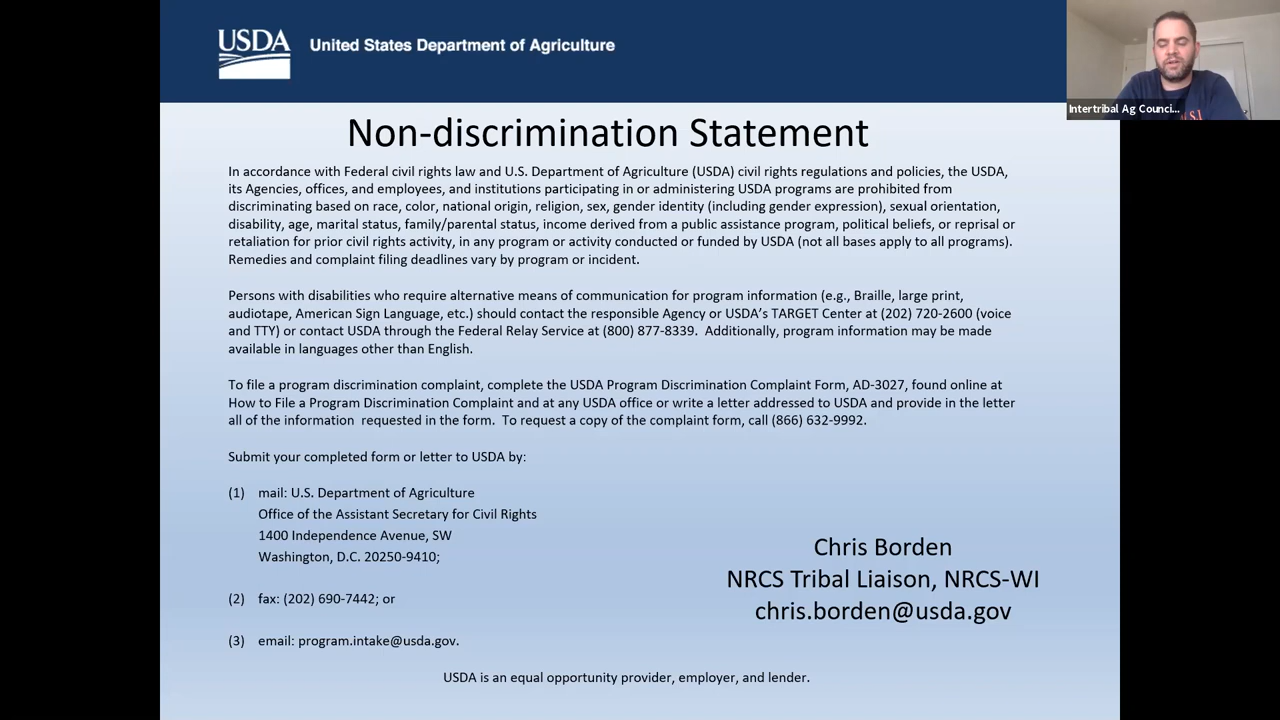 USDA
United States Department of Agriculture
Intertribal Ag Counci...
Non-discrimination Statement
In accordance with Federal civil rights law and U.S. Department of Agriculture (USDA) civil rights regulations and policies, the USDA,
its Agencies, offices, and employees, and institutions participating in or administering USDA programs are prohibited from
discriminating based on race, color, national origin, religion, sex, gender identity (including gender expression), sexual orientation,
disability, age, marital status, family/parental status, income derived from a public assistance program, political beliefs, or reprisal or
retaliation for prior civil rights activity, in any program or activity conducted or funded by USDA (not all bases apply to all programs).
Remedies and complaint filing deadlines vary by program or incident.
Persons with disabilities who require alternative means of communication for program information (e.g., Braille, large print,
audiotape, American Sign Language, etc.) should contact the responsible Agency or USDA's TARGET Center at (202) 720-2600 (voice
and TTY) or contact USDA through the Federal Relay Service at (800) 877-8339. Additionally, program information may be made
available in languages other than English.
To file a program discrimination complaint, complete the USDA Program Discrimination Complaint Form, AD-3027, found online at
How to File a Program Discrimination Complaint and at any USDA office or write a letter addressed to USDA and provide in the letter
all of the information requested in the form. To request a copy of the complaint form, call (866) 632-9992.
Submit your completed form or letter to USDA by:
(1) mail: U.S. Department of Agriculture
Office of the Assistant Secretary for Civil Rights
1400 Independence Avenue, SW
Washington, D.C. 20250-9410;
(2) fax: (202) 690-7442; or
(3) email: program.intake@usda.gov.
Chris Borden
NRCS Tribal Liaison, NRCS-WI
chris.borden@usda.gov
USDA is an equal opportunity provider, employer, and lender.